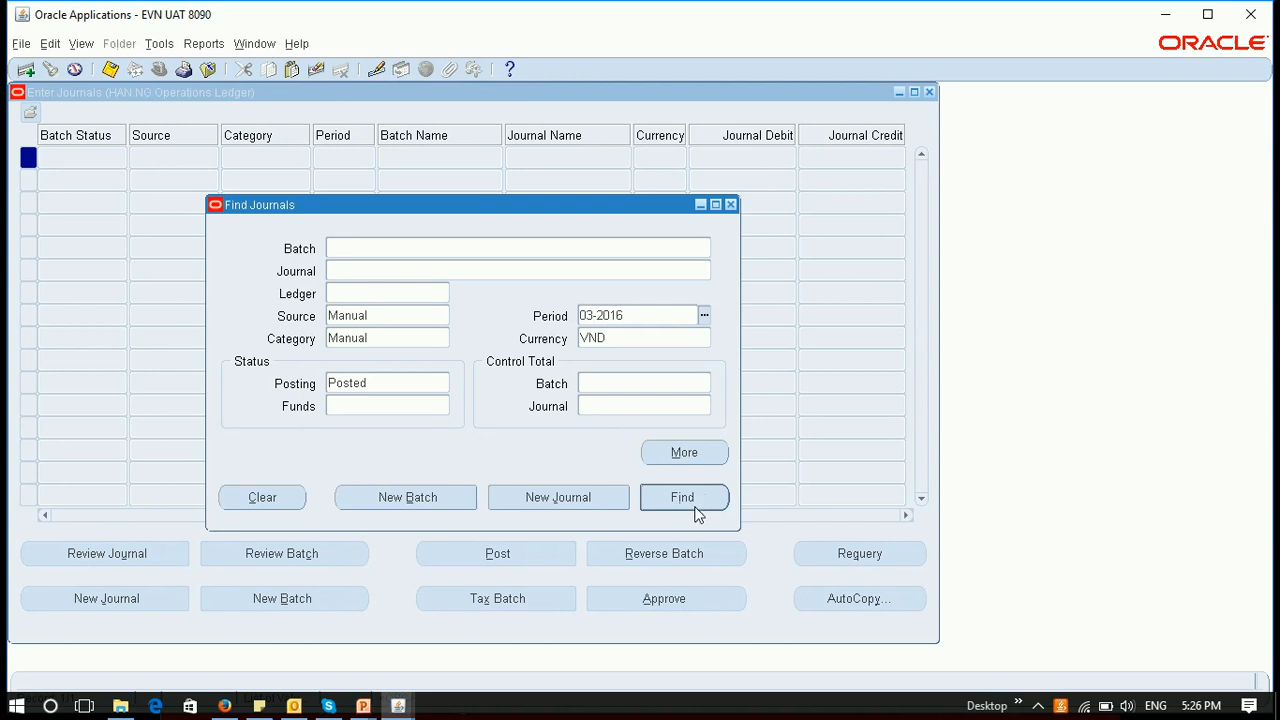 Oracle Applications - EVN UAT 8090
File Edit View Folder Tools Reports Window Help
ORACLE
Enter Journals (HAN.NG Operations Ledger)
Batch Status Source Category Period Batch Name Journal Name Currency Journal Debit Journal Credit
Find Journals
Batch
Journal
Ledger
Source Manual Period 03-2016
Category Manual Currency VND
Status Control Total
Posting Posted Batch
Funds Journal
More
Clear New Batch New Journal Find
Review Journal Review Batch Post Reverse Batch Requery
New Journal New Batch Tax Batch Approve AutoCopy...
Desktop ENG 5:26 PM